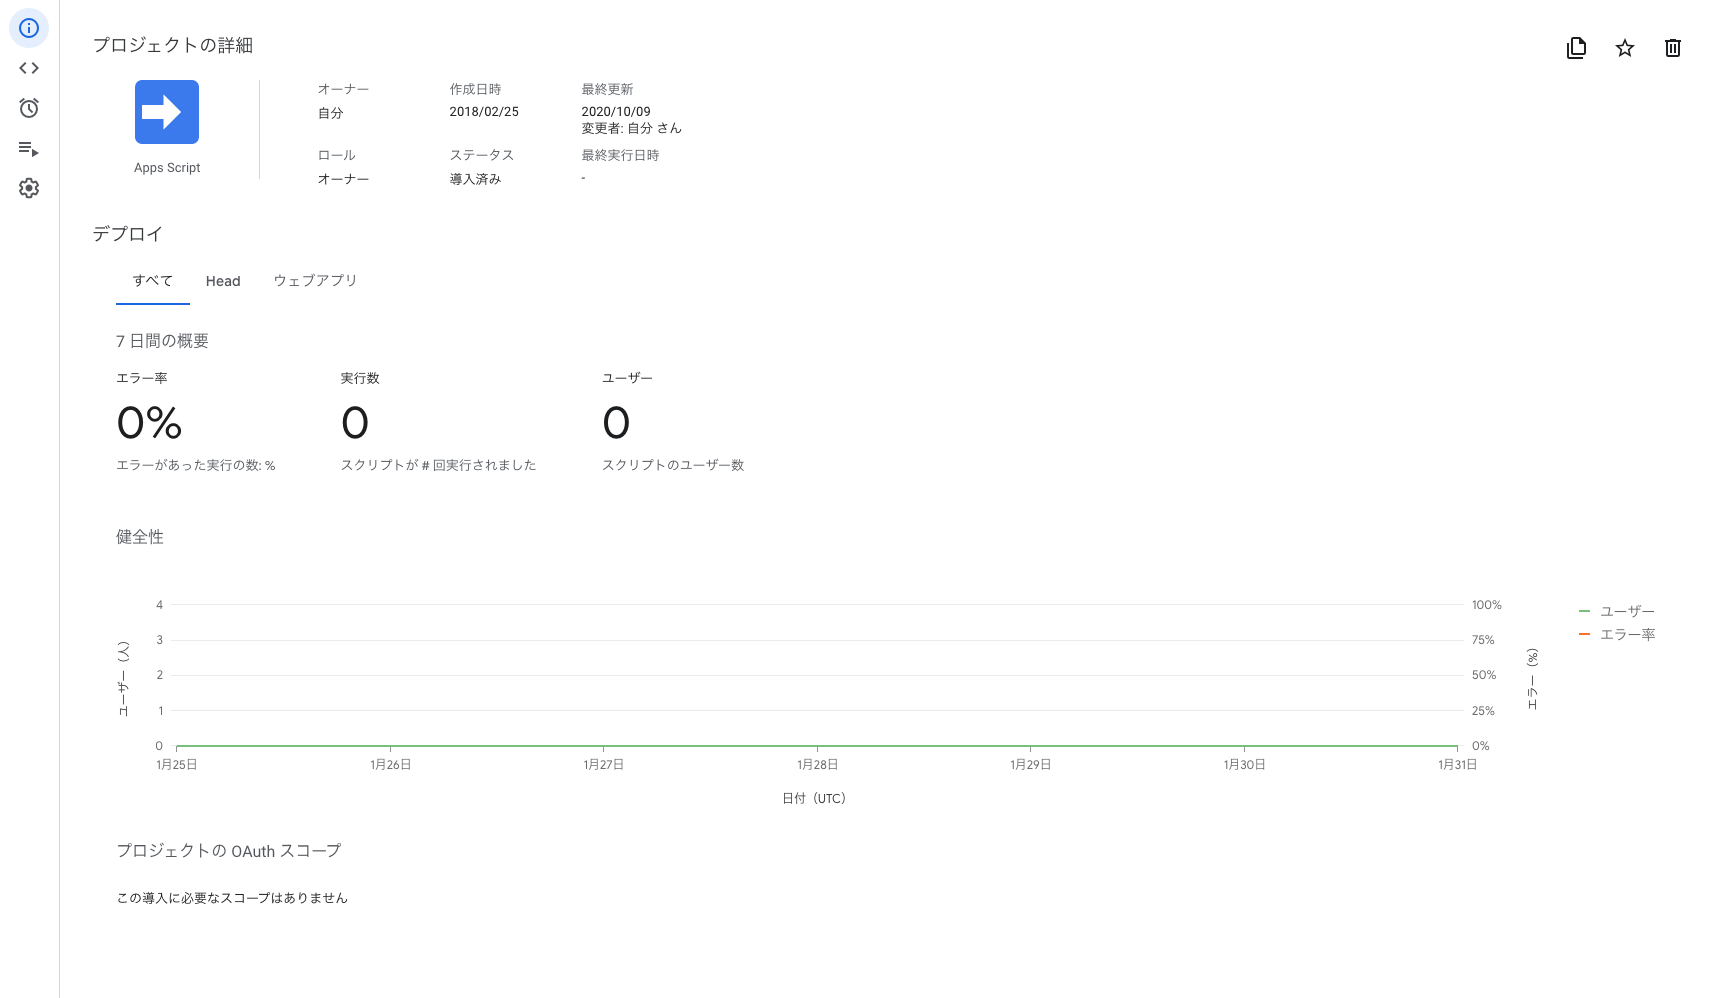 プロジェクトの詳細
Apps Script
オーナー
自分
作成日時
2018/02/25
最終更新
2020/10/09
変更者: 自分 さん
ロール
オーナー
ステータス
導入済み
最終実行日時
-
デプロイ
すべて Head ウェブアプリ
7 日間の概要
エラー率
0%
エラーがあった実行の数: %
実行数
0
スクリプトが # 回実行されました
ユーザー
0
スクリプトのユーザー数
健全性
ユーザー（人）
4
3
2
1
0
100%
75%
50%
25%
0%
エラー（%）
ユーザー
エラー率
1月25日 1月26日 1月27日 1月28日 1月29日 1月30日 1月31日
日付（UTC）
プロジェクトの OAuth スコープ
この導入に必要なスコープはありません